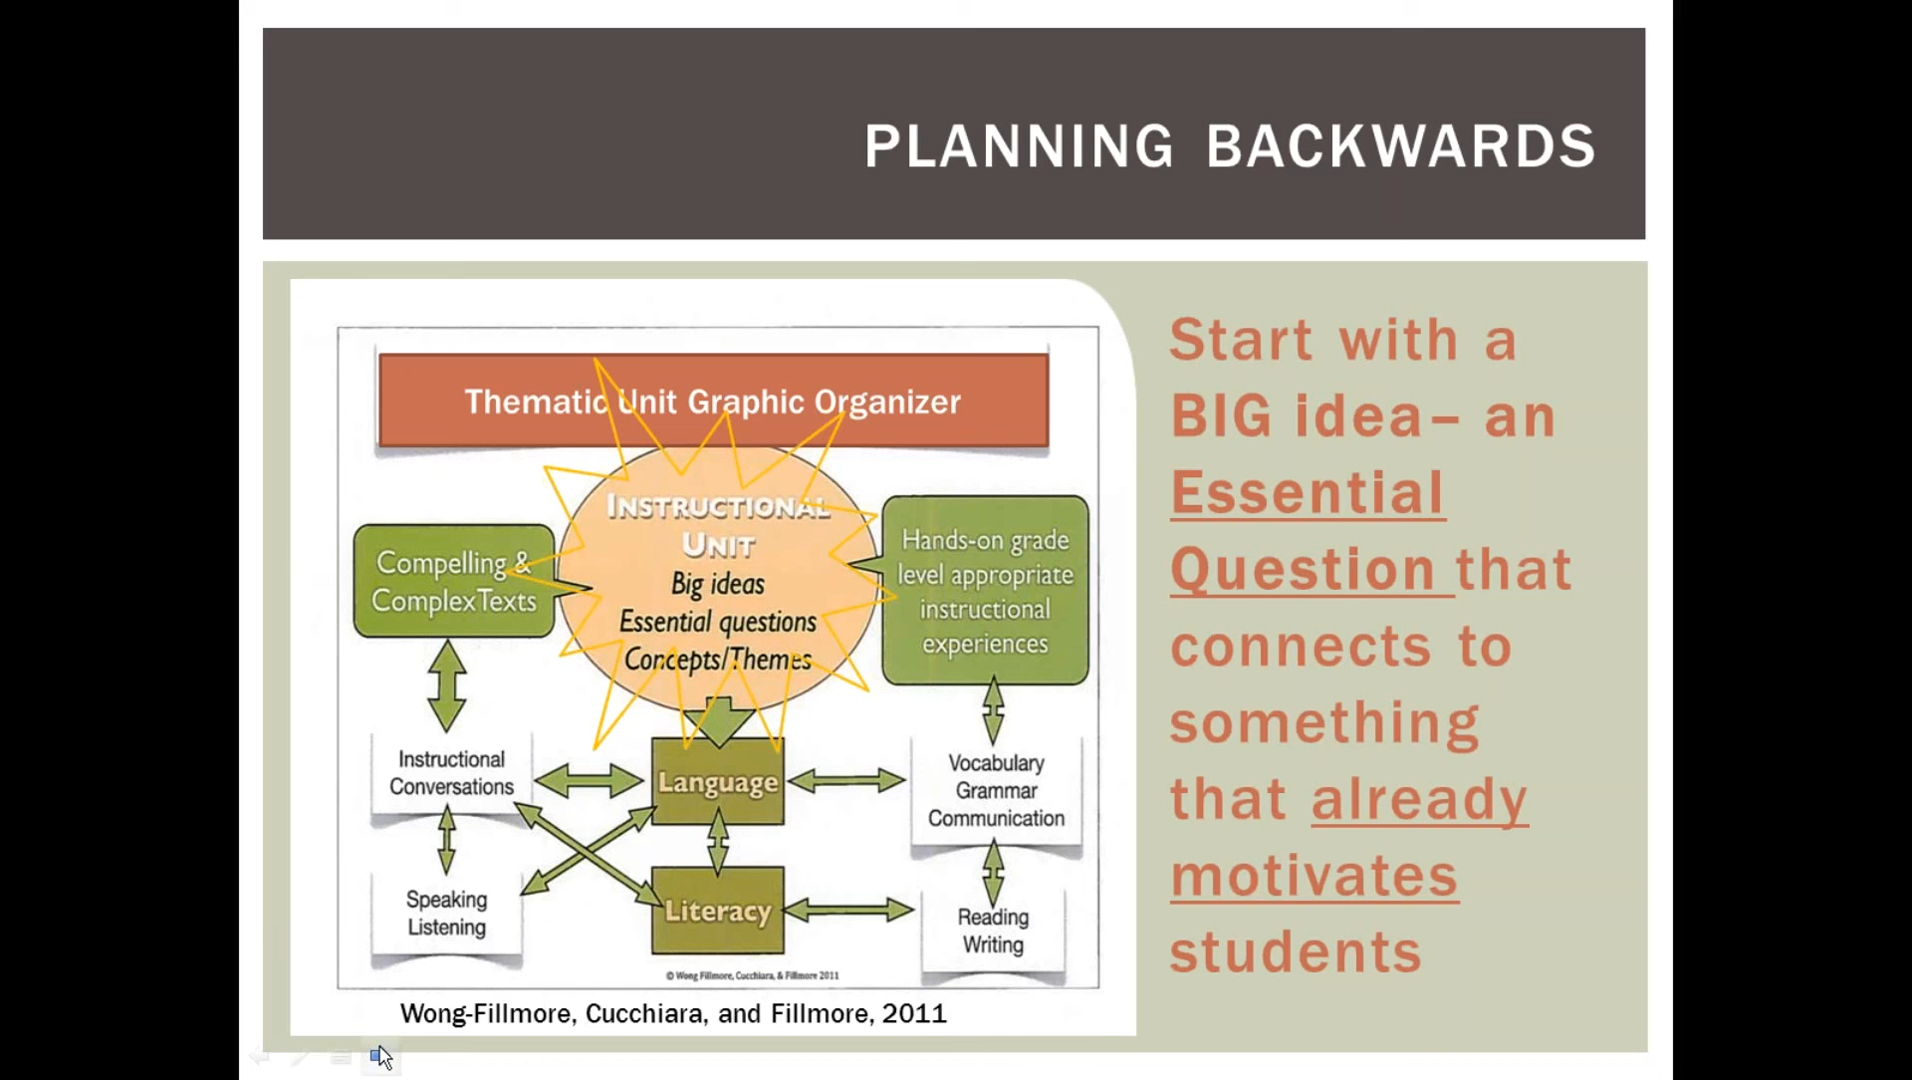 PLANNING BACKWARDS
Thematic Unit Graphic Organizer
INSTRUCTIONAL
UNIT
Big ideas
Essential questions
Concepts/Themes
Compelling &
Complex Texts
Hands-on grade
level appropriate
instructional
experiences
Instructional
Conversations
Language
Vocabulary
Grammar
Communication
Speaking
Listening
Literacy
Reading
Writing
© Wong Fillmore, Cucchiara, & Fillmore 2011
Wong-Fillmore, Cucchiara, and Fillmore, 2011
Start with a
BIG idea– an
Essential
Question that
connects to
something
that already
motivates
students